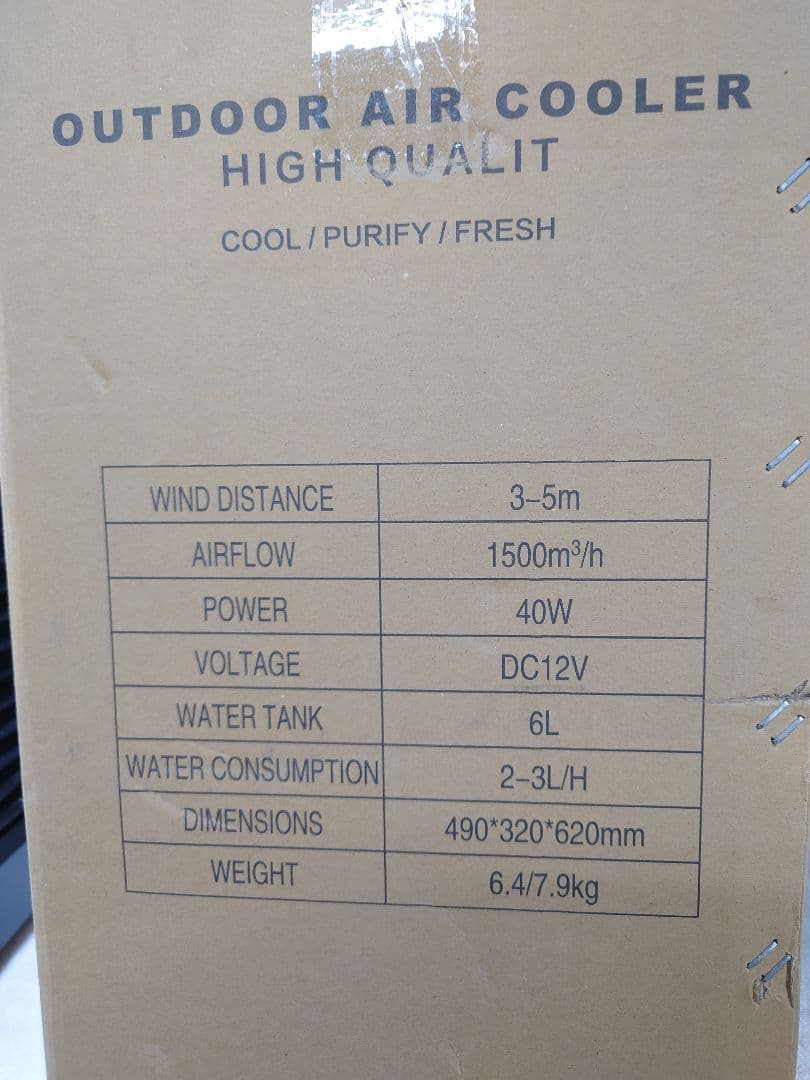 OUTDOOR AIR COOLER
HIGH QUALIT
COOL / PURIFY / FRESH
WIND DISTANCE 3–5m
AIRFLOW 1500m³/h
POWER 40W
VOLTAGE DC12V
WATER TANK 6L
WATER CONSUMPTION 2–3L/H
DIMENSIONS 490*320*620mm
WEIGHT 6.4/7.9kg